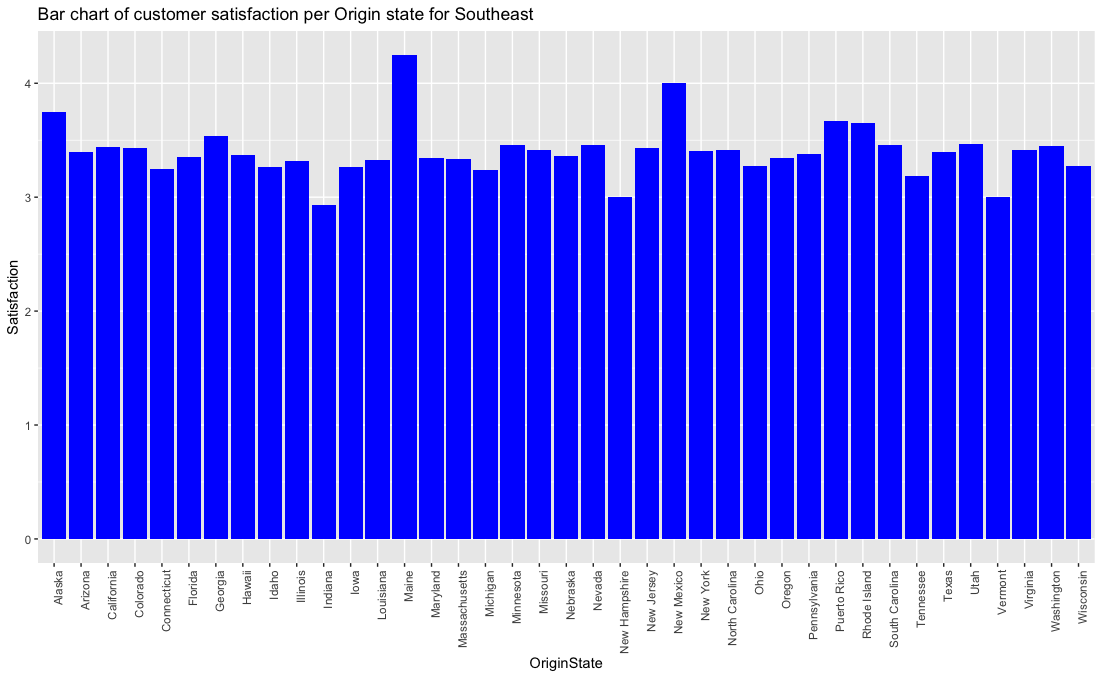 Bar chart of customer satisfaction per Origin state for Southeast
Satisfaction
4
3
2
1
0
Alaska
Arizona
California
Colorado
Connecticut
Florida
Georgia
Hawaii
Idaho
Illinois
Indiana
Iowa
Louisiana
Maine
Maryland
Massachusetts
Michigan
Minnesota
Missouri
Nebraska
Nevada
New Hampshire
New Jersey
New Mexico
New York
North Carolina
Ohio
Oregon
Pennsylvania
Puerto Rico
Rhode Island
South Carolina
Tennessee
Texas
Utah
Vermont
Virginia
Washington
Wisconsin
OriginState